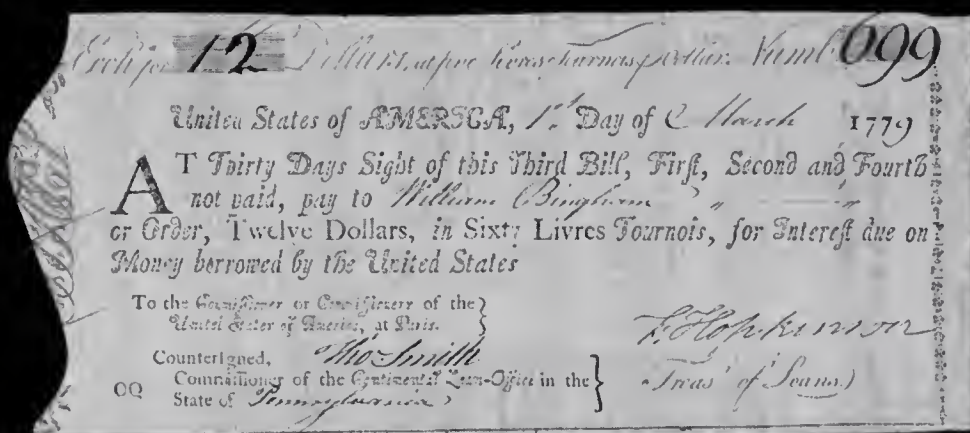 Exch. for 12 Dollars, at five Livres Tournois per Dollar. Numb. 699
United States of AMERICA, 1st Day of March 1779
AT Thirty Days Sight of this Third Bill, Firſt, Second and Fourth
not paid, pay to William Bingham
or Order, Twelve Dollars, in Sixty Livres Tournois, for Intereſt due on
Money borrowed by the United States
To the Commiſſioner or Commiſſioners of the
United States of America, at Paris.
F. Hopkinson
Treasr of Loans.
Counterſigned, Thos Smith
CQ Commiſſioner of the Continental Loan-Office in the
State of Pennsylvania